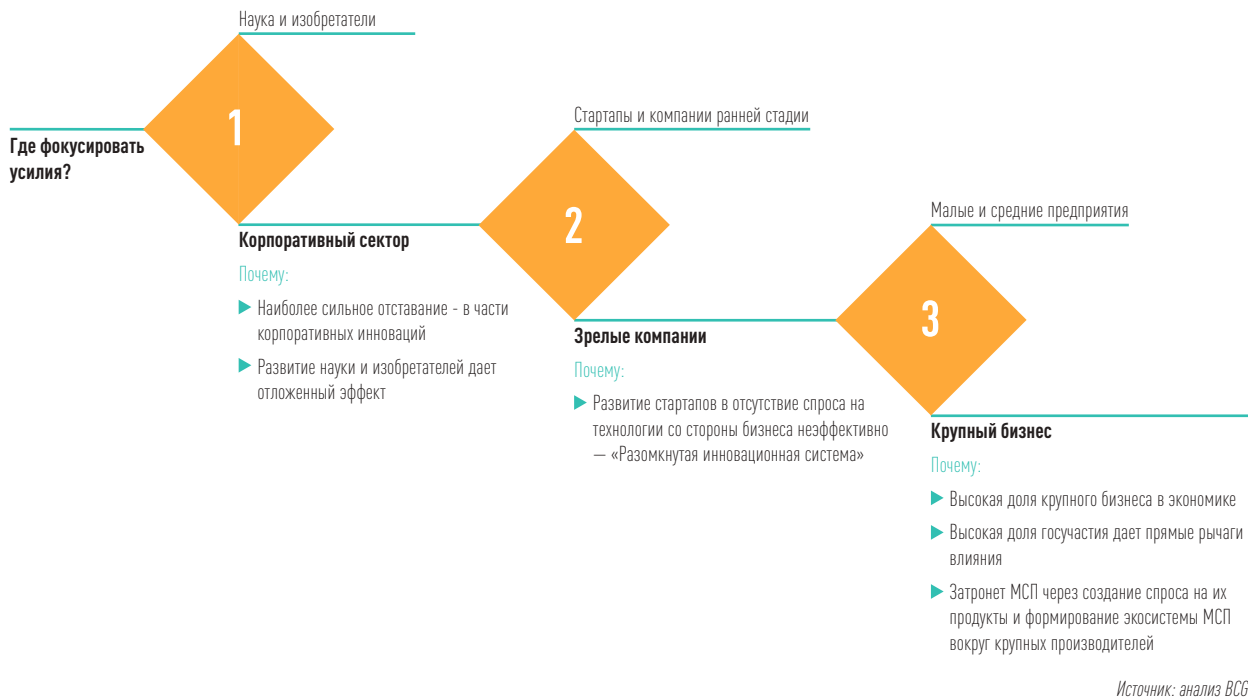 Наука и изобретатели
1
Где фокусировать
усилия?
Корпоративный сектор
Почему:
Наиболее сильное отставание - в части
корпоративных инноваций
Развитие науки и изобретателей дает
отложенный эффект
Стартапы и компании ранней стадии
2
Зрелые компании
Почему:
Развитие стартапов в отсутствие спроса на
технологии со стороны бизнеса неэффективно
— «Разомкнутая инновационная система»
Малые и средние предприятия
3
Крупный бизнес
Почему:
Высокая доля крупного бизнеса в экономике
Высокая доля госучастия дает прямые рычаги
влияния
Затронет МСП через создание спроса на их
продукты и формирование экосистемы МСП
вокруг крупных производителей
Источник: анализ BCG